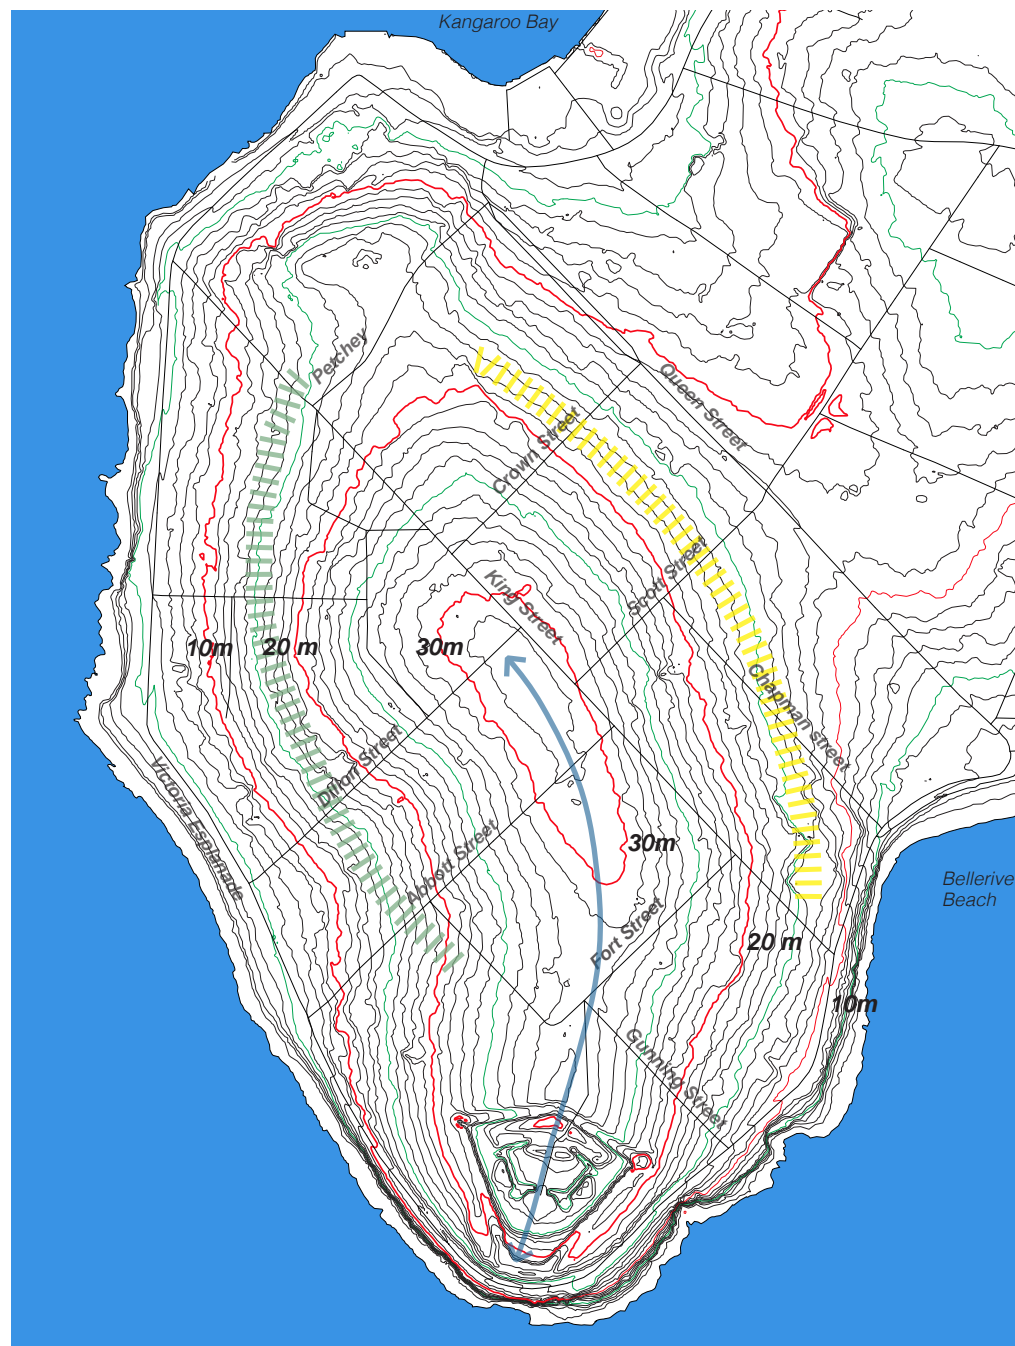 Kangaroo Bay
Petchey
Queen Street
Crown Street
Scott Street
King Street
10m
20 m
30m
Chapman street
Dillon Street
Victoria Esplanade
Abbott Street
30m
Bellerive
Beach
Fort Street
20 m
10m
Gunning Street